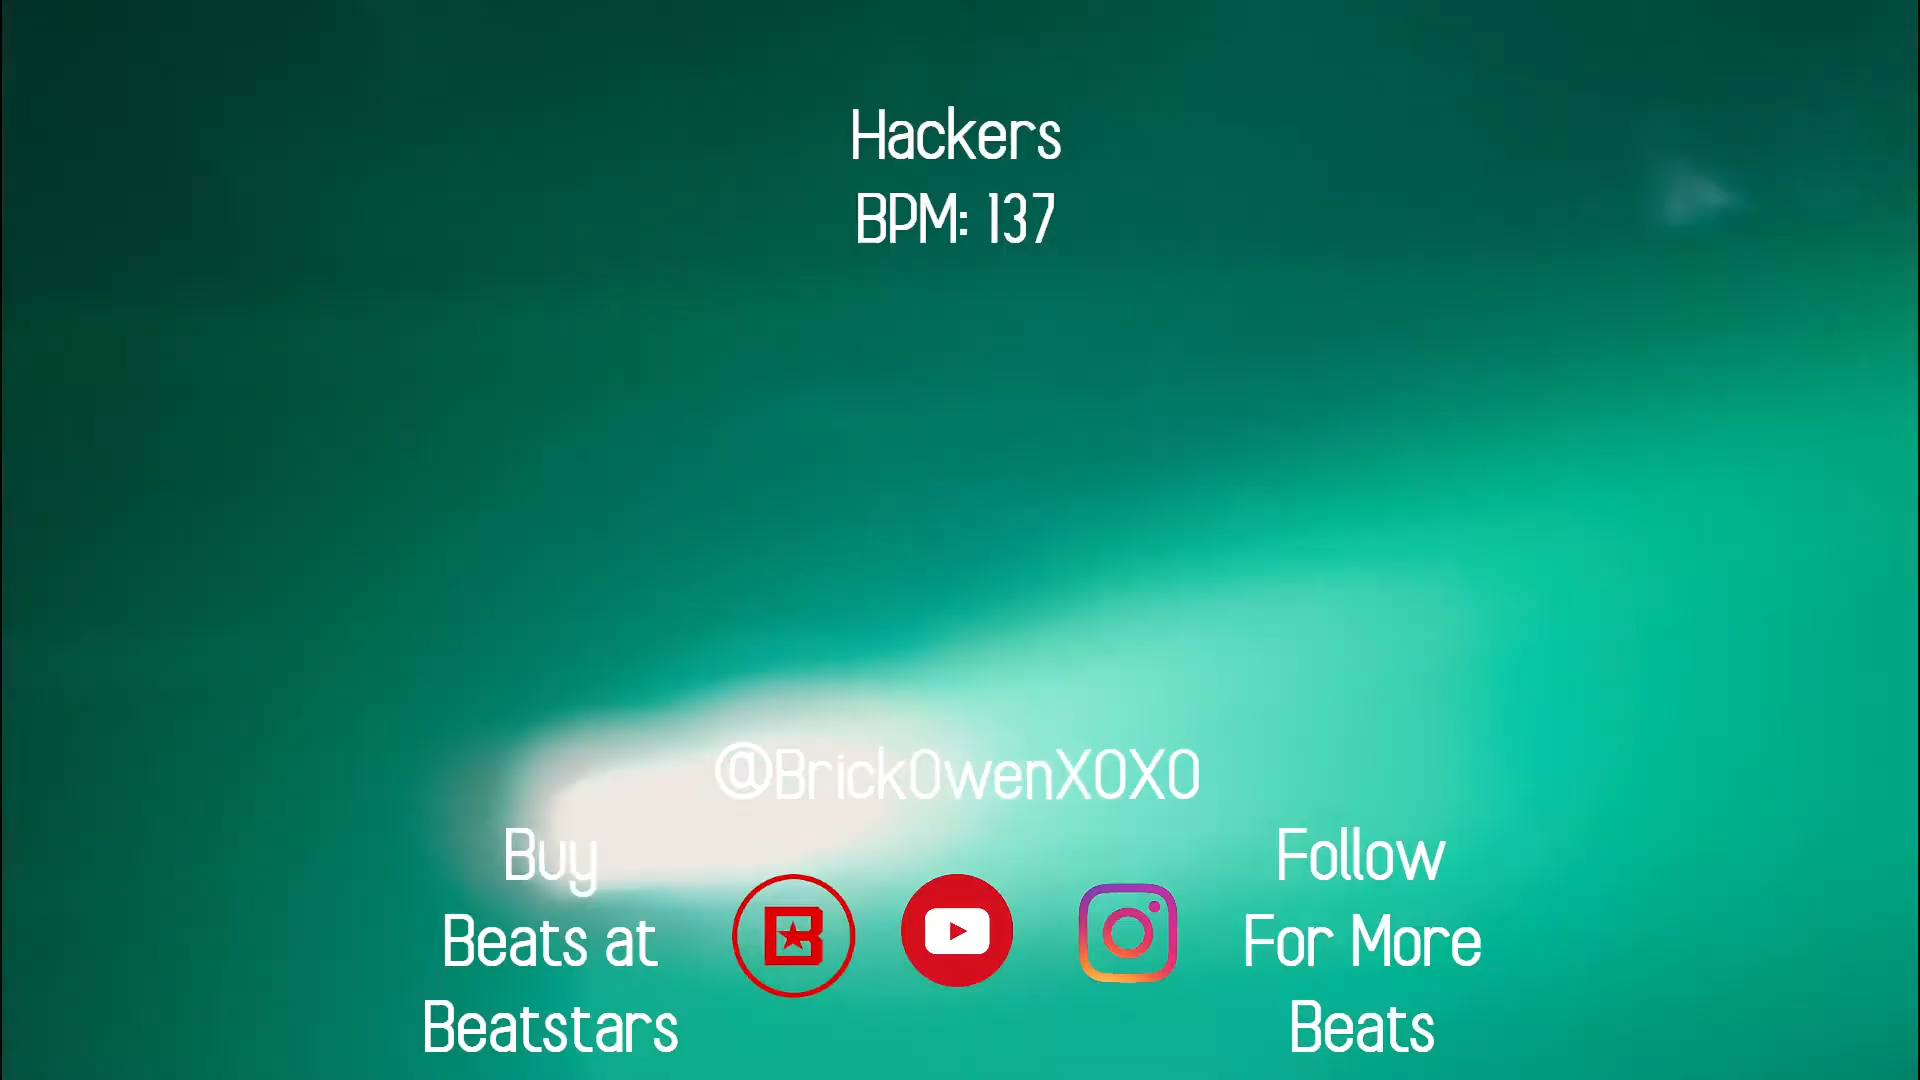 Hackers
BPM: 137
@BrickOwenXOXO
Buy
Beats at
Beatstars
Follow
For More
Beats